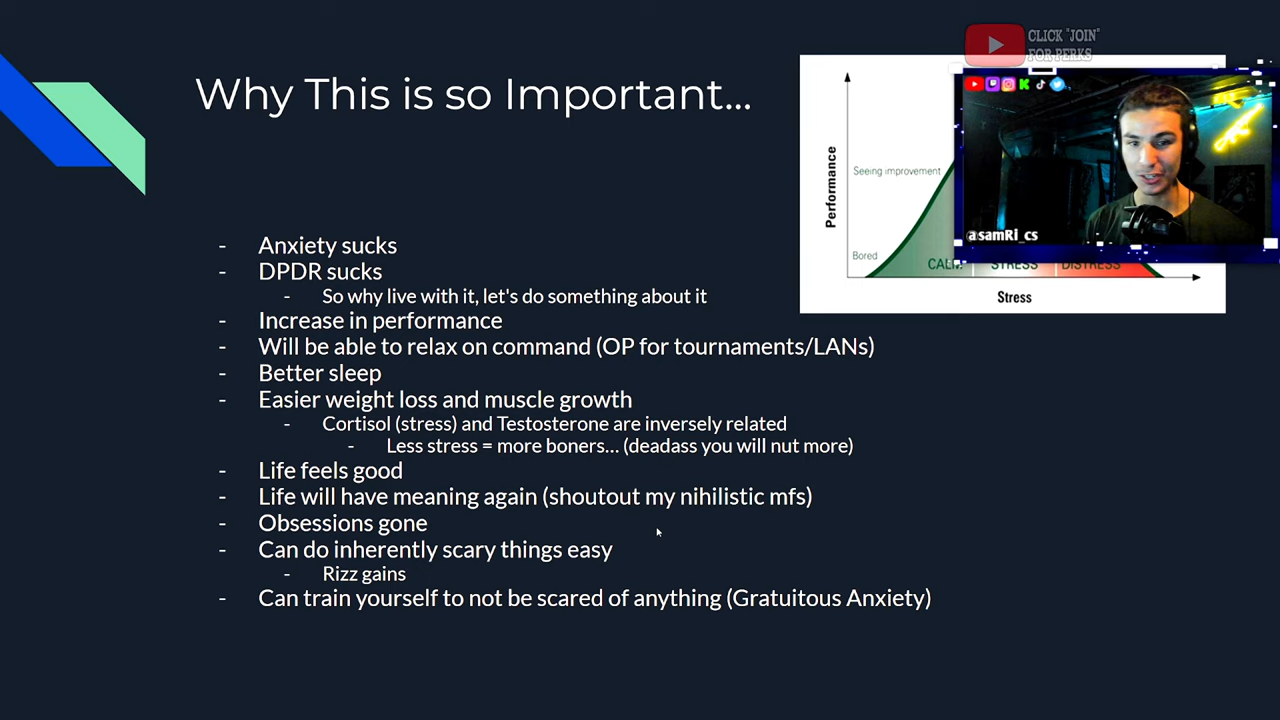 CLICK "JOIN"
FOR PERKS
Why This is so Important...
@samRi_cs
Performance
Seeing improvement
Bored
CALM
STRESS
DISTRESS
Stress
- Anxiety sucks
- DPDR sucks
- So why live with it, let's do something about it
- Increase in performance
- Will be able to relax on command (OP for tournaments/LANs)
- Better sleep
- Easier weight loss and muscle growth
- Cortisol (stress) and Testosterone are inversely related
- Less stress = more boners... (deadass you will nut more)
- Life feels good
- Life will have meaning again (shoutout my nihilistic mfs)
- Obsessions gone
- Can do inherently scary things easy
- Rizz gains
- Can train yourself to not be scared of anything (Gratuitous Anxiety)